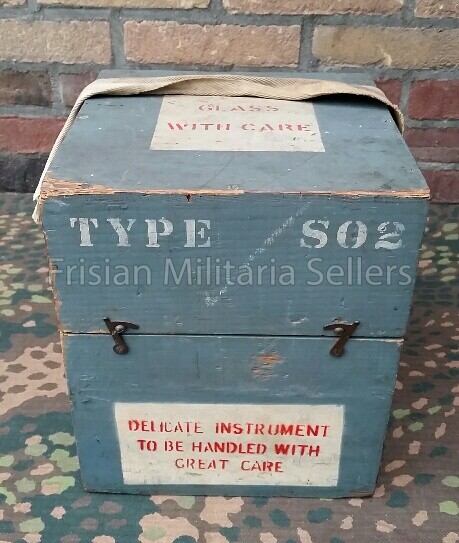 GLASS
WITH CARE
TYPE S02
Frisian Militaria Sellers
DELICATE INSTRUMENT
TO BE HANDLED WITH
GREAT CARE